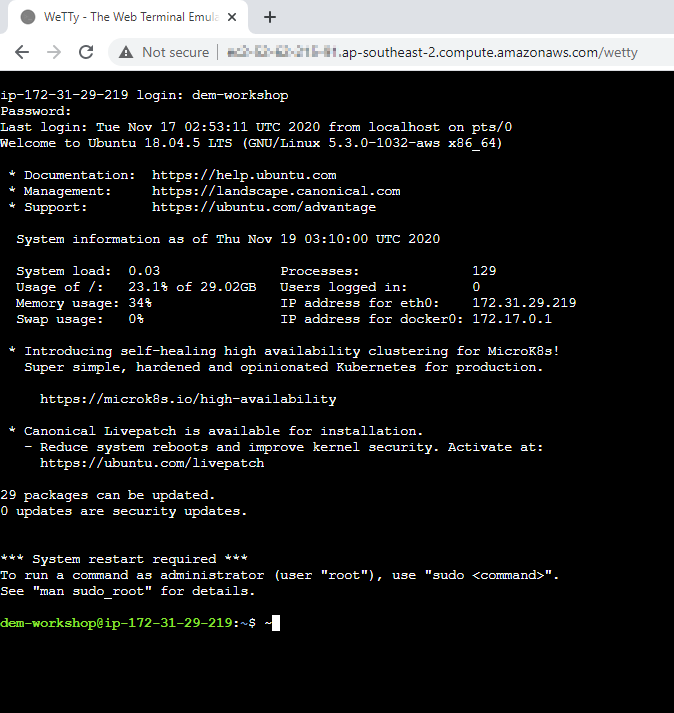 WeTTy - The Web Terminal Emula
Not secure | .ap-southeast-2.compute.amazonaws.com/wetty
ip-172-31-29-219 login: dem-workshop
Password:
Last login: Tue Nov 17 02:53:11 UTC 2020 from localhost on pts/0
Welcome to Ubuntu 18.04.5 LTS (GNU/Linux 5.3.0-1032-aws x86_64)
* Documentation:  https://help.ubuntu.com
* Management:     https://landscape.canonical.com
* Support:        https://ubuntu.com/advantage
System information as of Thu Nov 19 03:10:00 UTC 2020
System load:  0.03               Processes:              129
Usage of /:   23.1% of 29.02GB   Users logged in:        0
Memory usage: 34%                IP address for eth0:    172.31.29.219
Swap usage:   0%                 IP address for docker0: 172.17.0.1
* Introducing self-healing high availability clustering for MicroK8s!
Super simple, hardened and opinionated Kubernetes for production.
https://microk8s.io/high-availability
* Canonical Livepatch is available for installation.
- Reduce system reboots and improve kernel security. Activate at:
https://ubuntu.com/livepatch
29 packages can be updated.
0 updates are security updates.
*** System restart required ***
To run a command as administrator (user "root"), use "sudo <command>".
See "man sudo_root" for details.
dem-workshop@ip-172-31-29-219:~$ ~